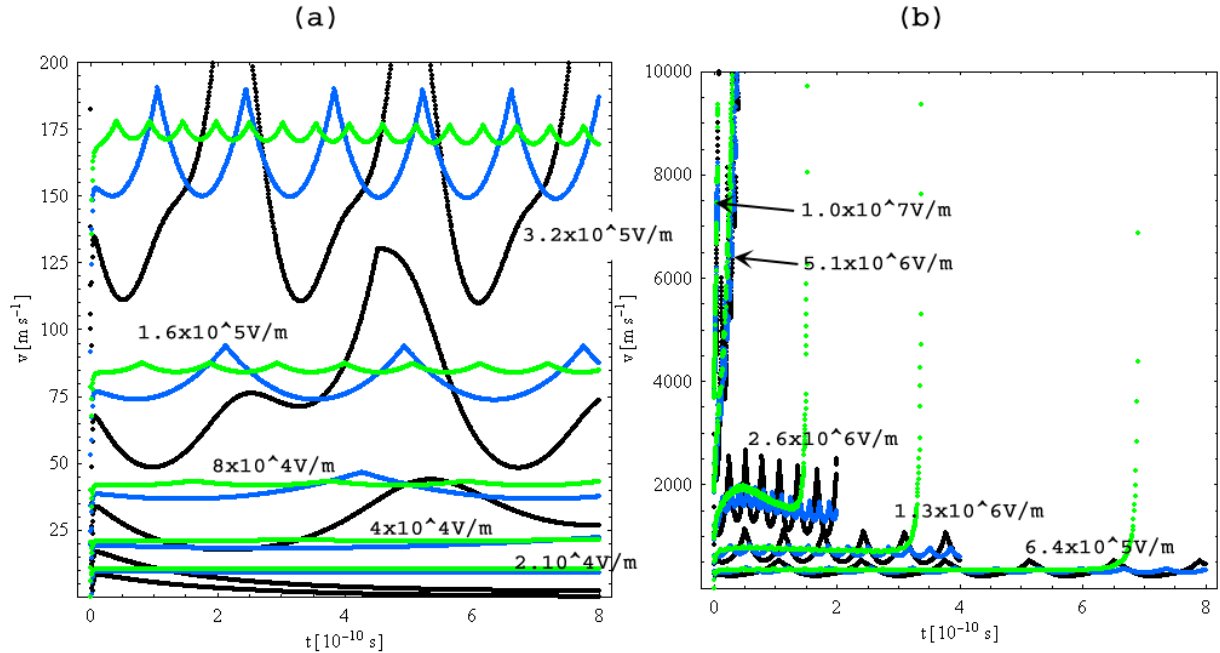 (a)
(b)
200
175
150
125
100
75
50
25
v[m s⁻¹]
3.2x10^5V/m
1.6x10^5V/m
8x10^4V/m
4x10^4V/m
2.10^4V/m
0
2
4
6
8
t[10⁻¹⁰ s]
10000
8000
6000
4000
2000
v[m s⁻¹]
1.0x10^7V/m
5.1x10^6V/m
2.6x10^6V/m
1.3x10^6V/m
6.4x10^5V/m
0
2
4
6
8
t[10⁻¹⁰ s]